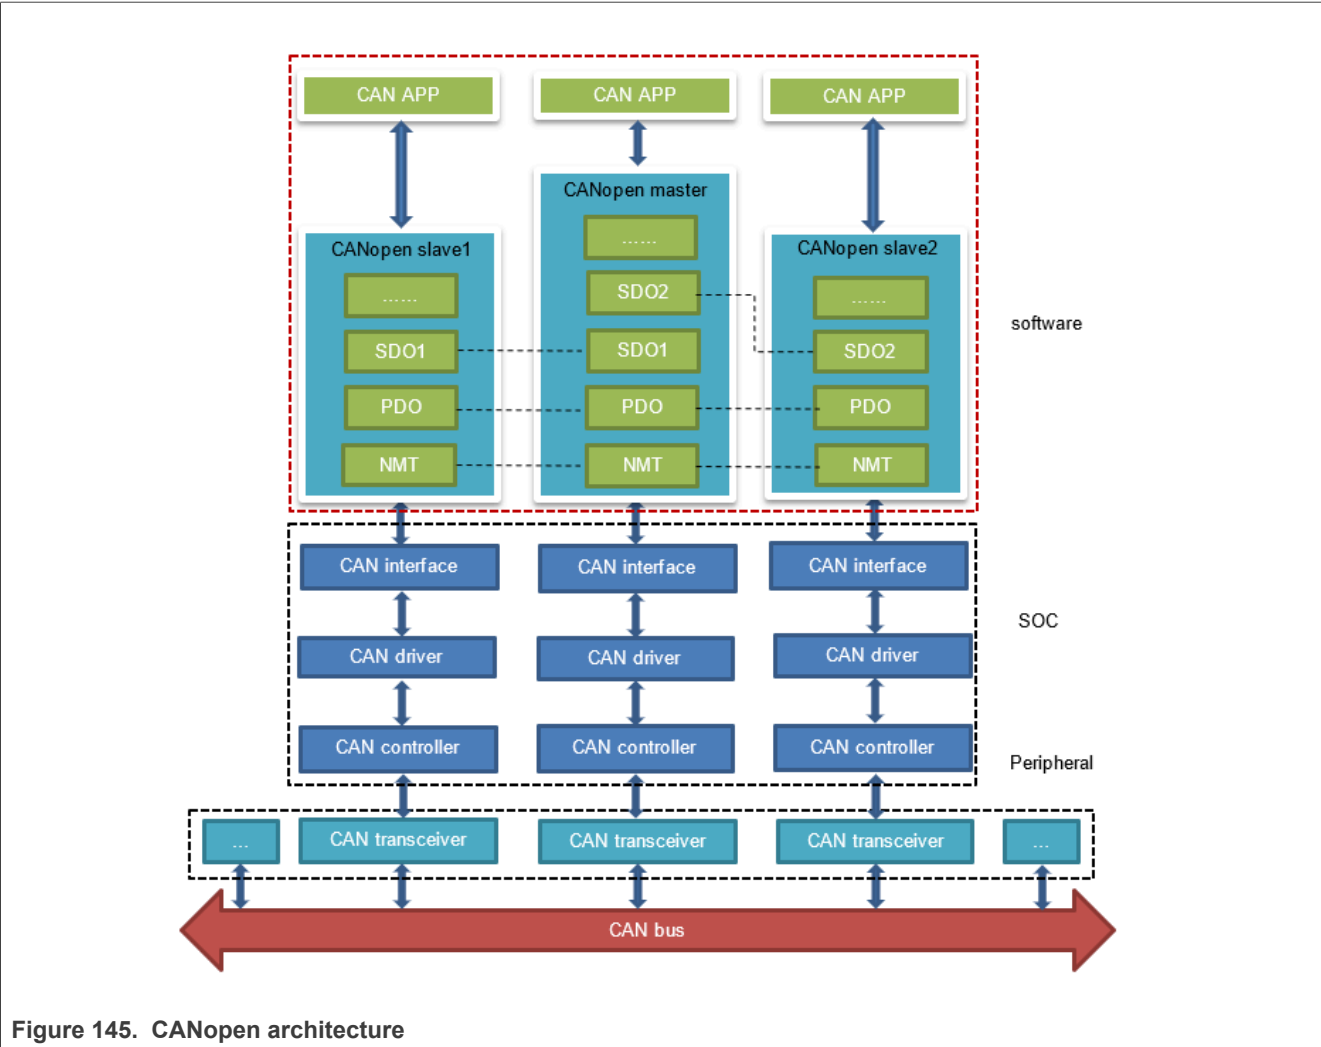 CAN APP
CAN APP
CAN APP
CANopen master
CANopen slave1
CANopen slave2
......
......
......
SDO2
SDO1
SDO1
SDO2
software
PDO
PDO
PDO
NMT
NMT
NMT
CAN interface
CAN interface
CAN interface
SOC
CAN driver
CAN driver
CAN driver
CAN controller
CAN controller
CAN controller
Peripheral
...
CAN transceiver
CAN transceiver
CAN transceiver
...
CAN bus
Figure 145. CANopen architecture